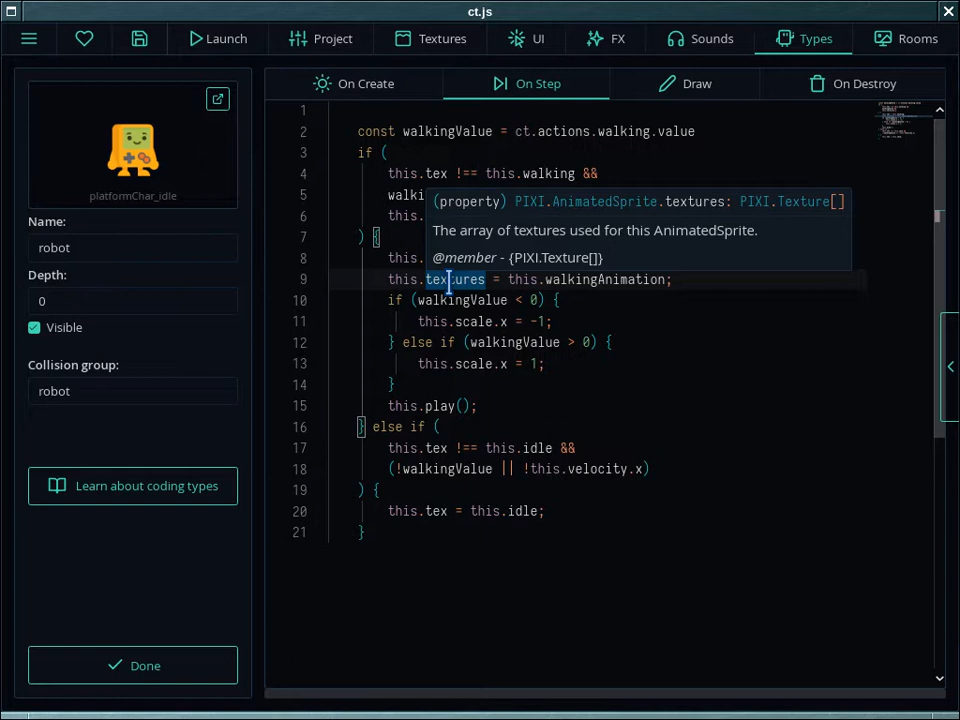 ct.js
Launch
Project
Textures
UI
FX
Sounds
Types
Rooms
On Create
On Step
Draw
On Destroy
platformChar_idle
Name:
robot
Depth:
0
Visible
Collision group:
robot
Learn about coding types
Done
1
2 const walkingValue = ct.actions.walking.value
3 if (
4 this.tex !== this.walking &&
5 walki
6 this.
7 ) {
8 this.
9 this.textures = this.walkingAnimation;
10 if (walkingValue < 0) {
11 this.scale.x = -1;
12 } else if (walkingValue > 0) {
13 this.scale.x = 1;
14 }
15 this.play();
16 } else if (
17 this.tex !== this.idle &&
18 (!walkingValue || !this.velocity.x)
19 ) {
20 this.tex = this.idle;
21 }
(property) PIXI.AnimatedSprite.textures: PIXI.Texture[]
The array of textures used for this AnimatedSprite.
@member - {PIXI.Texture[]}